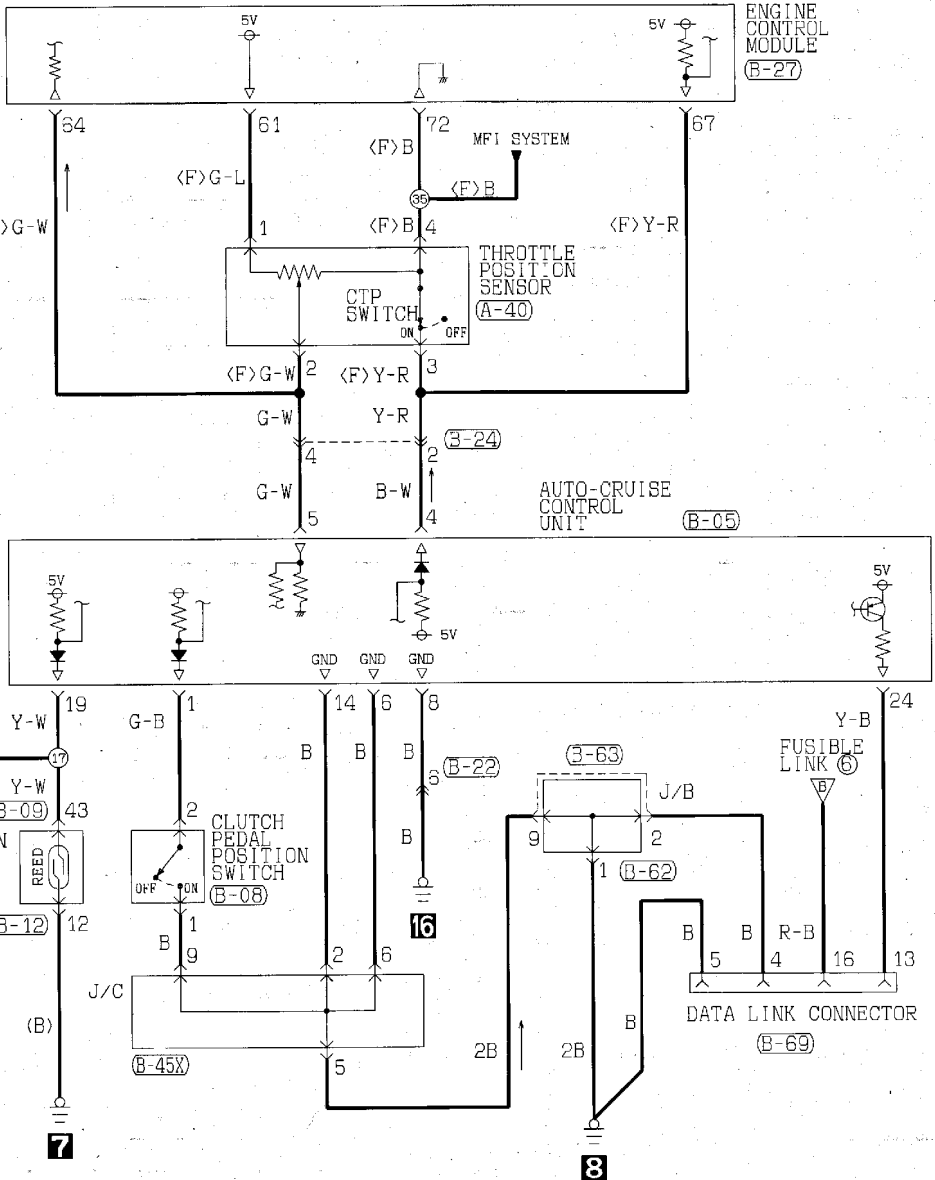 ENGINE
CONTROL
MODULE
(B-27)
5V
5V
64
61
72
67
MFI SYSTEM
〈F〉B
〈F〉G-L
〈F〉B
35
〉G-W
〈F〉B
〈F〉Y-R
1
4
THROTTLE
POSITION
SENSOR
(A-40)
CTP
SWITCH
ON
OFF
〈F〉G-W
2
〈F〉Y-R
3
G-W
Y-R
(B-24)
4
2
G-W
B-W
5
4
AUTO-CRUISE
CONTROL
UNIT
(B-05)
5V
5V
5V
GND
GND
GND
19
1
14
6
8
24
Y-W
G-B
B
B
B
Y-B
17
(B-22)
6
(B-63)
FUSIBLE
LINK ⑥
B
J/B
Y-W
B-09)
43
2
B
9
2
N
REED
CLUTCH
PEDAL
POSITION
SWITCH
(B-08)
OFF
ON
1
(B-62)
B-12)
12
1
16
B
B
B
R-B
9
2
6
5
4
16
13
J/C
DATA LINK CONNECTOR
(B-69)
(B)
B
2B
2B
(B-45X)
5
7
8